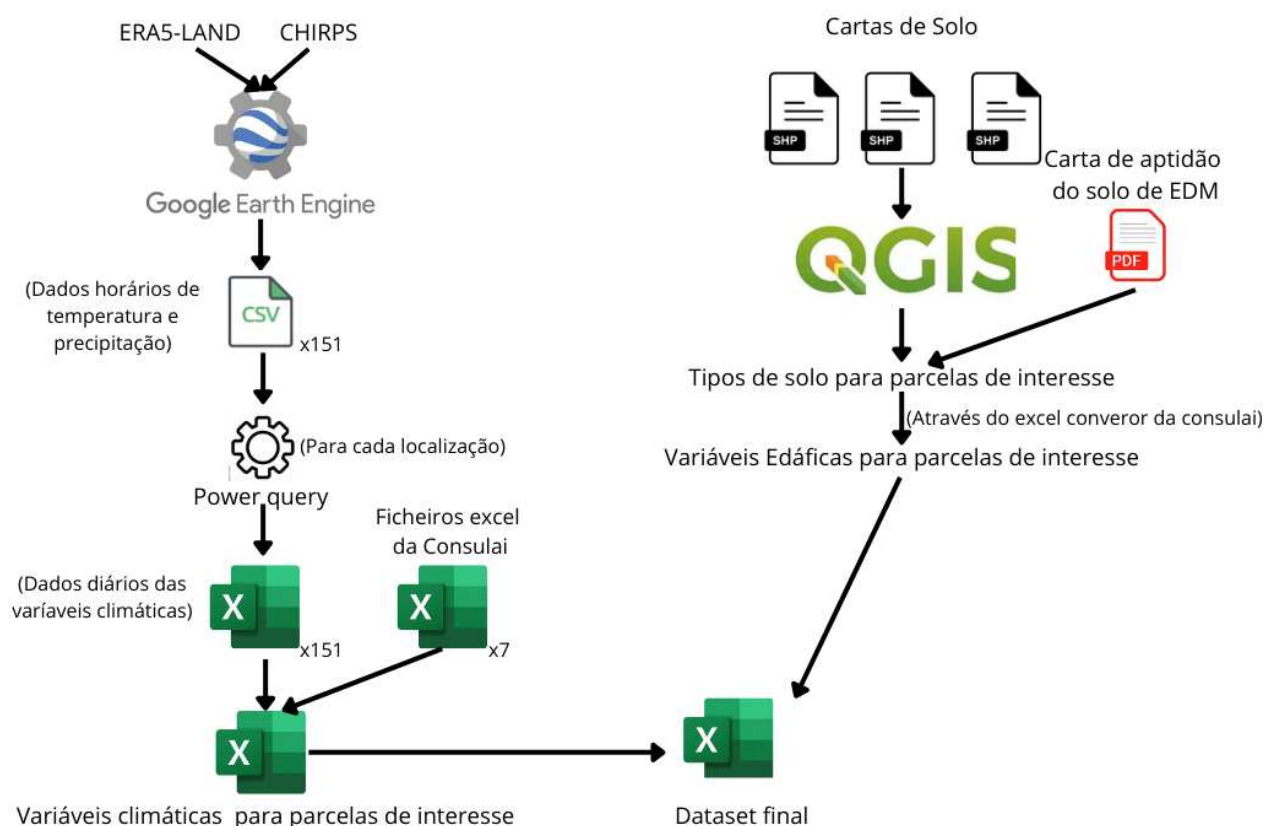 ERA5-LAND
CHIRPS
Google Earth Engine
(Dados horários de
temperatura e
precipitação)
CSV
x151
(Para cada localização)
Power query
Ficheiros excel
da Consulai
(Dados diários das
varíaveis climáticas)
X
x151
X
x7
X
Variáveis climáticas para parcelas de interesse
Cartas de Solo
SHP
SHP
SHP
Carta de aptidão
do solo de EDM
QGIS
PDF
Tipos de solo para parcelas de interesse
(Através do excel converor da consulai)
Variáveis Edáficas para parcelas de interesse
X
Dataset final